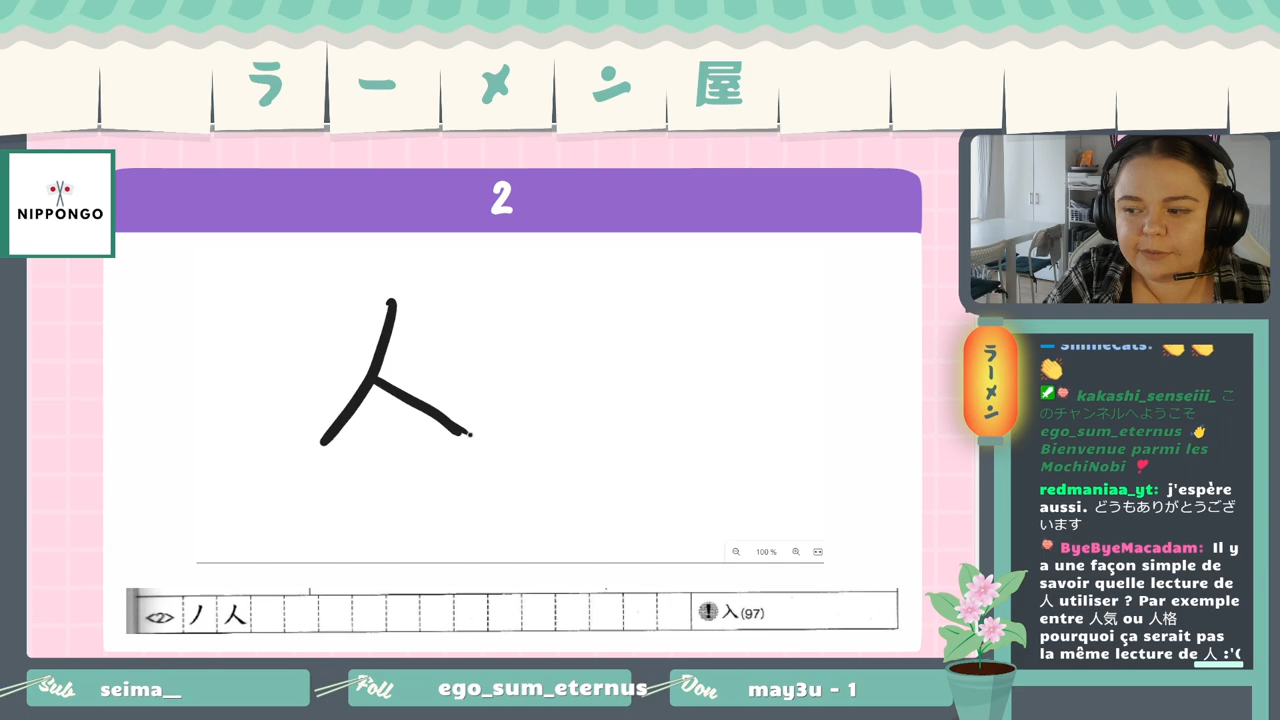 ラーメン屋
NIPPONGO
2
人
100 %
ノ 人
! 入(97)
ラーメン
kakashi_senseiii_ こ
のチャンネルへようこそ
ego_sum_eternus 👋
Bienvenue parmi les
MochiNobi ❣
redmaniaa_yt: j'espère
aussi. どうもありがとうござ
います
ByeByeMacadam: Il y
a une façon simple de
savoir quelle lecture de
人 utiliser ? Par exemple
entre 人気 ou 人格
pourquoi ça serait pas
la même lecture de 人 :'(
Sub seima__
Foll ego_sum_eternus
Don may3u - 1